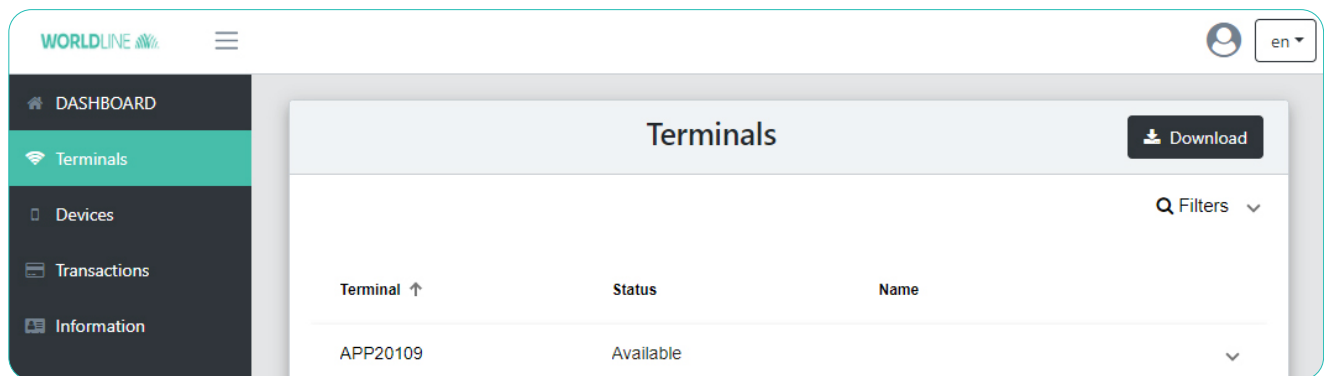 WORLDLINE
en
DASHBOARD
Terminals
Devices
Transactions
Information
Terminals
Download
Filters
Terminal ↑ Status Name
APP20109 Available